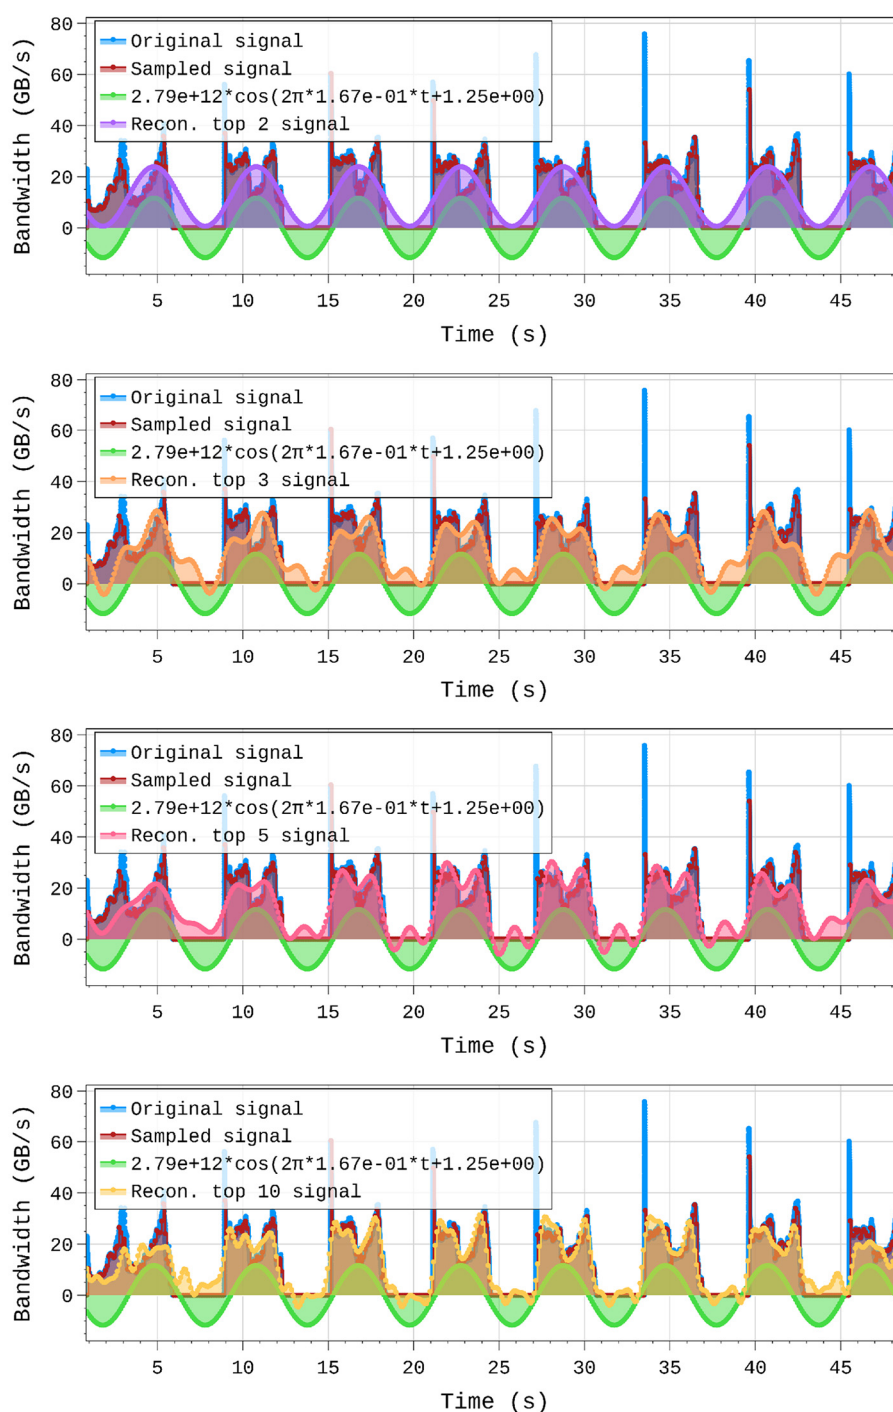 80
60
40
20
0
Bandwidth (GB/s)
Original signal
Sampled signal
2.79e+12*cos(2π*1.67e-01*t+1.25e+00)
Recon. top 2 signal
5 10 15 20 25 30 35 40 45
Time (s)
80
60
40
20
0
Bandwidth (GB/s)
Original signal
Sampled signal
2.79e+12*cos(2π*1.67e-01*t+1.25e+00)
Recon. top 3 signal
5 10 15 20 25 30 35 40 45
Time (s)
80
60
40
20
0
Bandwidth (GB/s)
Original signal
Sampled signal
2.79e+12*cos(2π*1.67e-01*t+1.25e+00)
Recon. top 5 signal
5 10 15 20 25 30 35 40 45
Time (s)
80
60
40
20
0
Bandwidth (GB/s)
Original signal
Sampled signal
2.79e+12*cos(2π*1.67e-01*t+1.25e+00)
Recon. top 10 signal
5 10 15 20 25 30 35 40 45
Time (s)